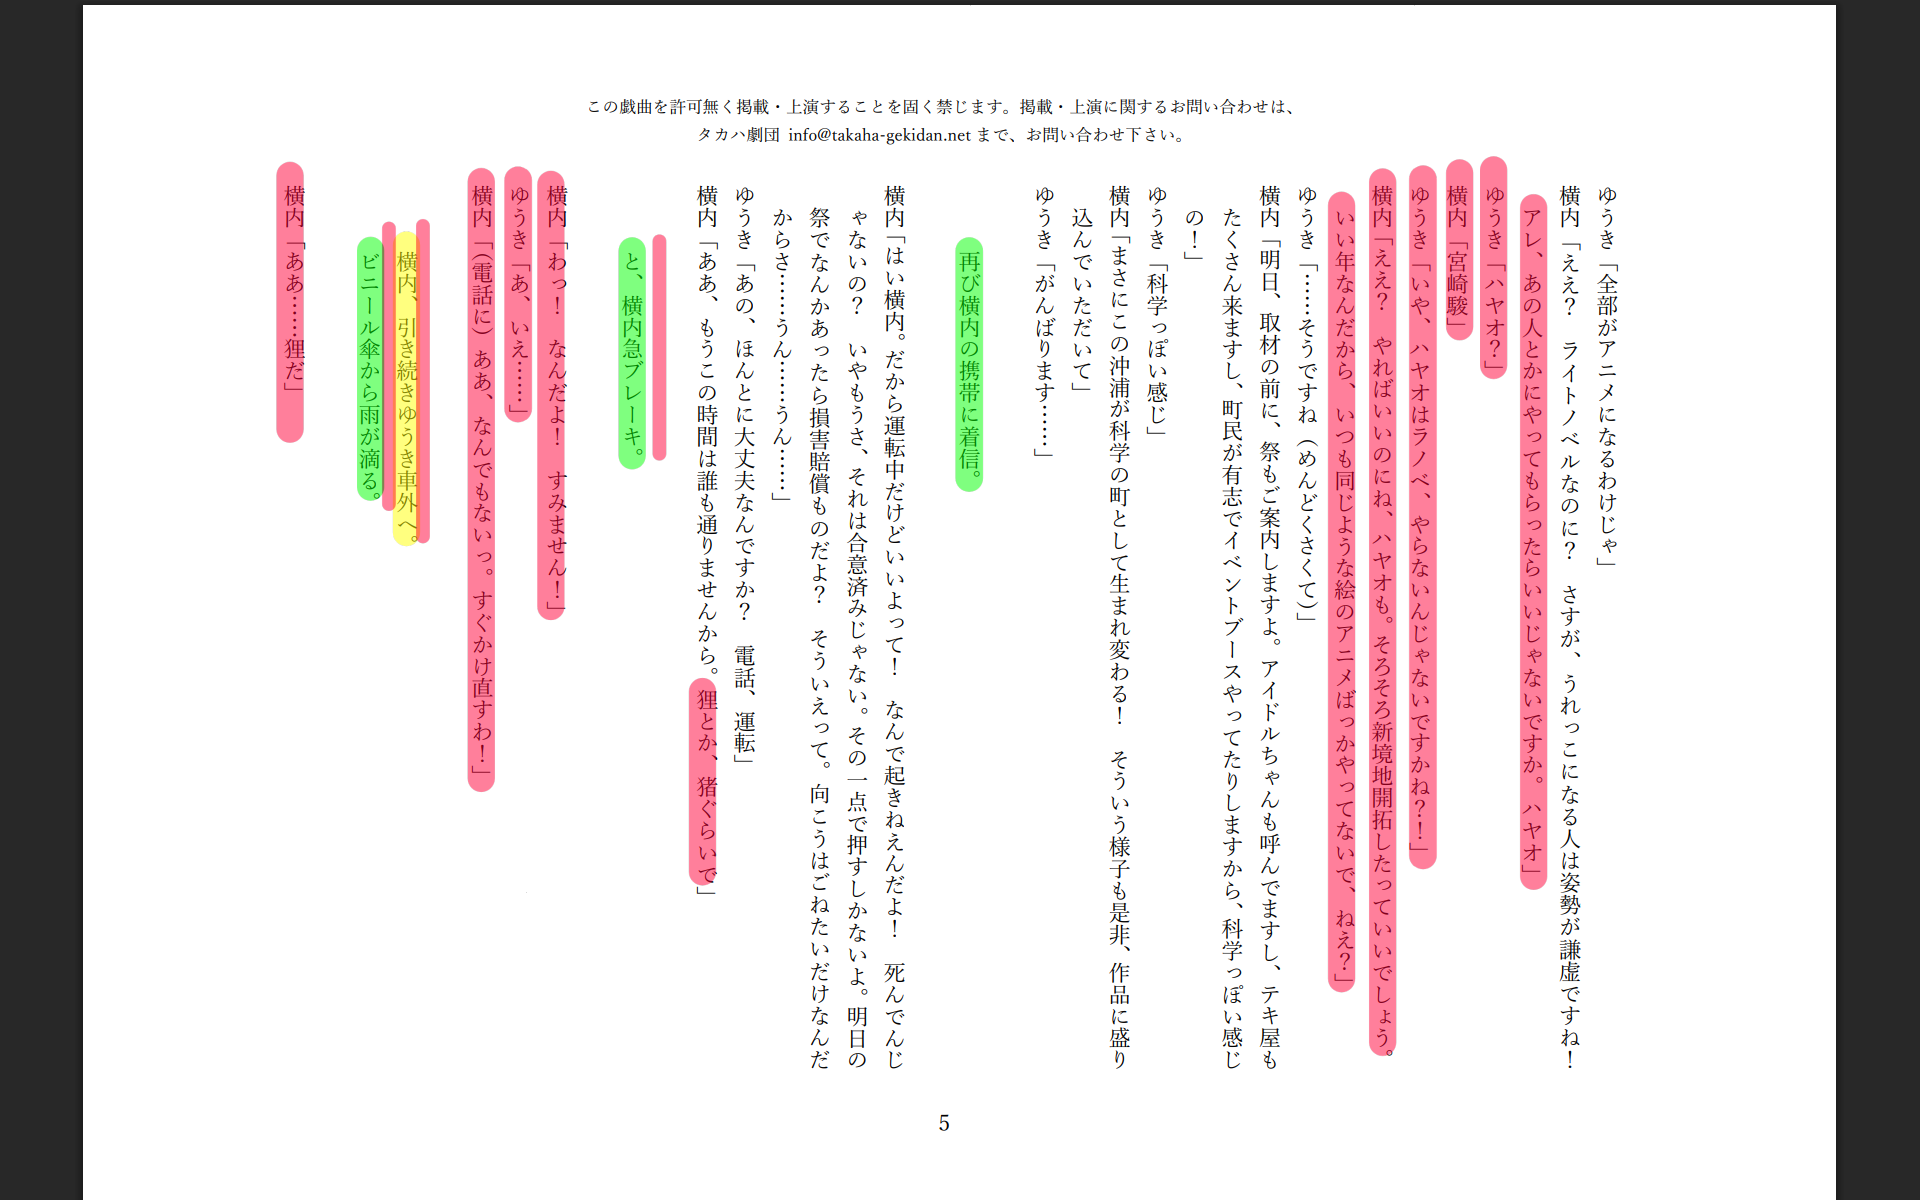 この戯曲を許可無く掲載・上演することを固く禁じます。掲載・上演に関するお問い合わせは、
タカハ劇団 info@takaha-gekidan.net まで、お問い合わせ下さい。
ゆうき「全部がアニメになるわけじゃ」
横内「ええ？　ライトノベルなのに？　さすが、うれっこになる人は姿勢が謙虚ですね！
アレ、あの人とかにやってもらったらいいじゃないですか。ハヤオ」
ゆうき「ハヤオ？」
横内「宮崎駿」
ゆうき「いや、ハヤオはラノベ、やらないんじゃないですかね？！」
横内「ええ？　やればいいのにね、ハヤオも。そろそろ新境地開拓したっていいでしょう。
いい年なんだから、いつも同じような絵のアニメばっかやってないで、ねえ？」
ゆうき「……そうですね（めんどくさくて）」
横内「明日、取材の前に、祭もご案内しますよ。アイドルちゃんも呼んでますし、テキ屋も
たくさん来ますし、町民が有志でイベントブースやってたりしますから、科学っぽい感じ
の！」
ゆうき「科学っぽい感じ」
横内「まさにこの沖浦が科学の町として生まれ変わる！　そういう様子も是非、作品に盛り
込んでいただいて」
ゆうき「がんばります……」
再び横内の携帯に着信。
横内「はい横内。だから運転中だけどいいよって！　なんで起きねえんだよ！　死んでんじ
ゃないの？　いやもうさ、それは合意済みじゃない。その一点で押すしかないよ。明日の
祭でなんかあったら損害賠償ものだよ？　そういえって。向こうはごねたいだけなんだ
からさ……うん……うん……」
ゆうき「あの、ほんとに大丈夫なんですか？　電話、運転」
横内「ああ、もうこの時間は誰も通りませんから。狸とか、猪ぐらいで」
と、横内急ブレーキ。
横内「わっ！　なんだよ！　すみません！」
ゆうき「あ、いえ……」
横内「（電話に）ああ、なんでもないっ。すぐかけ直すわ！」
横内、引き続きゆうき車外へ。
ビニール傘から雨が滴る。
横内「ああ……狸だ」
5